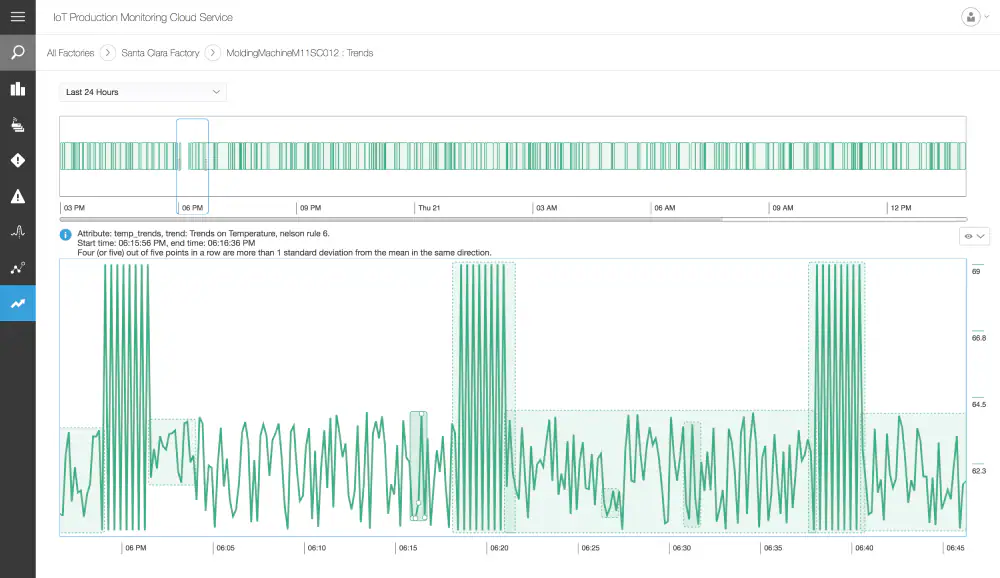 IoT Production Monitoring Cloud Service
All Factories Santa Clara Factory MoldingMachineM11SC012 : Trends
Last 24 Hours
03 PM 06 PM 09 PM Thu 21 03 AM 06 AM 09 AM 12 PM
Attribute: temp_trends, trend: Trends on Temperature, nelson rule 6.
Start time: 06:15:56 PM, end time: 06:16:36 PM
Four (or five) out of five points in a row are more than 1 standard deviation from the mean in the same direction.
69
66.8
64.5
62.3
06 PM 06:05 06:10 06:15 06:20 06:25 06:30 06:35 06:40 06:45